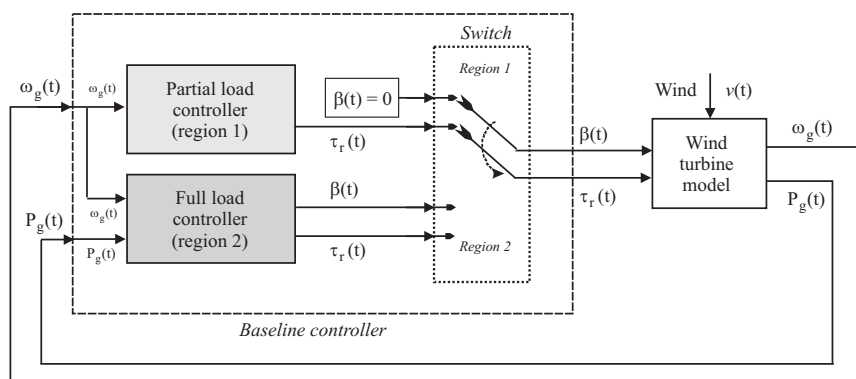 Switch
Region 1
ω_g(t)
ω_g(t)
Partial load
controller
(region 1)
β(t) = 0
τ_r(t)
Wind
v(t)
β(t)
τ_r(t)
Wind
turbine
model
ω_g(t)
P_g(t)
ω_g(t)
P_g(t)
P_g(t)
Full load
controller
(region 2)
β(t)
τ_r(t)
Region 2
Baseline controller